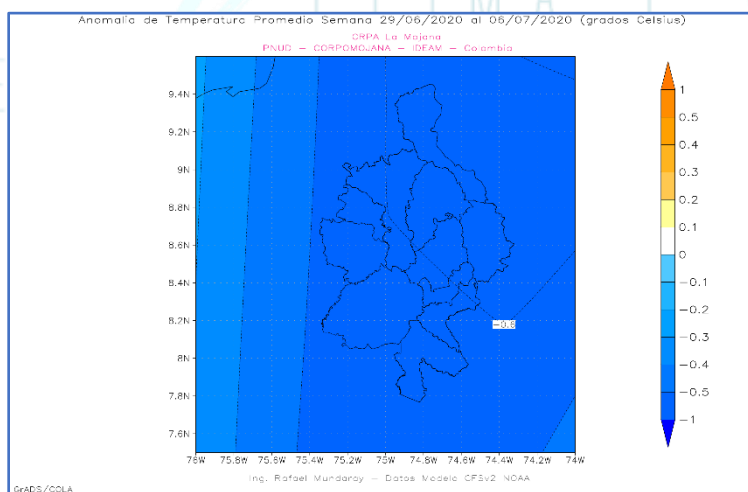 Anomalía de Temperatura Promedio Semana 29/06/2020 al 06/07/2020 (grados Celsius)
CRPA La Mojana
PNUD – CORPOMOJANA – IDEAM – Colombia
9.4N
9.2N
9N
8.8N
8.6N
8.4N
8.2N
8N
7.8N
7.6N
-0.6
76W 75.8W 75.6W 75.4W 75.2W 75W 74.8W 74.6W 74.4W 74.2W 74W
1
0.5
0.4
0.3
0.2
0.1
0
-0.1
-0.2
-0.3
-0.4
-0.5
-1
Ing. Rafael Mundaray – Datos Modelo CFSv2 NOAA
GrADS/COLA